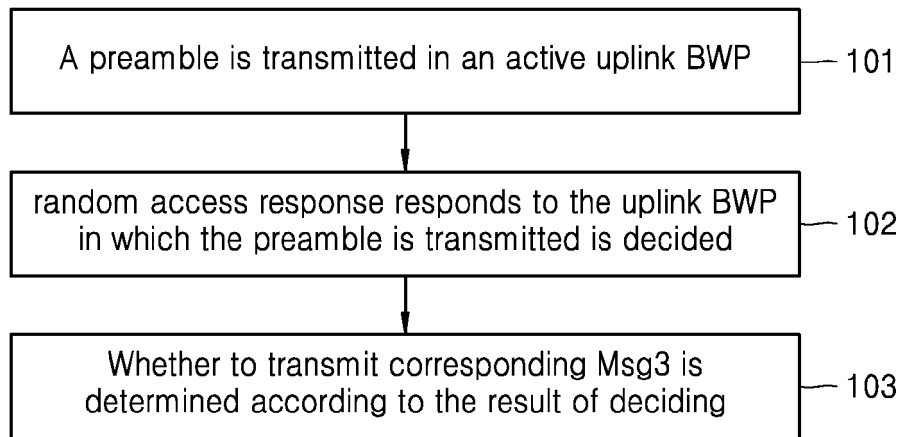 A preamble is transmitted in an active uplink BWP
101
random access response responds to the uplink BWP
in which the preamble is transmitted is decided
102
Whether to transmit corresponding Msg3 is
determined according to the result of deciding
103